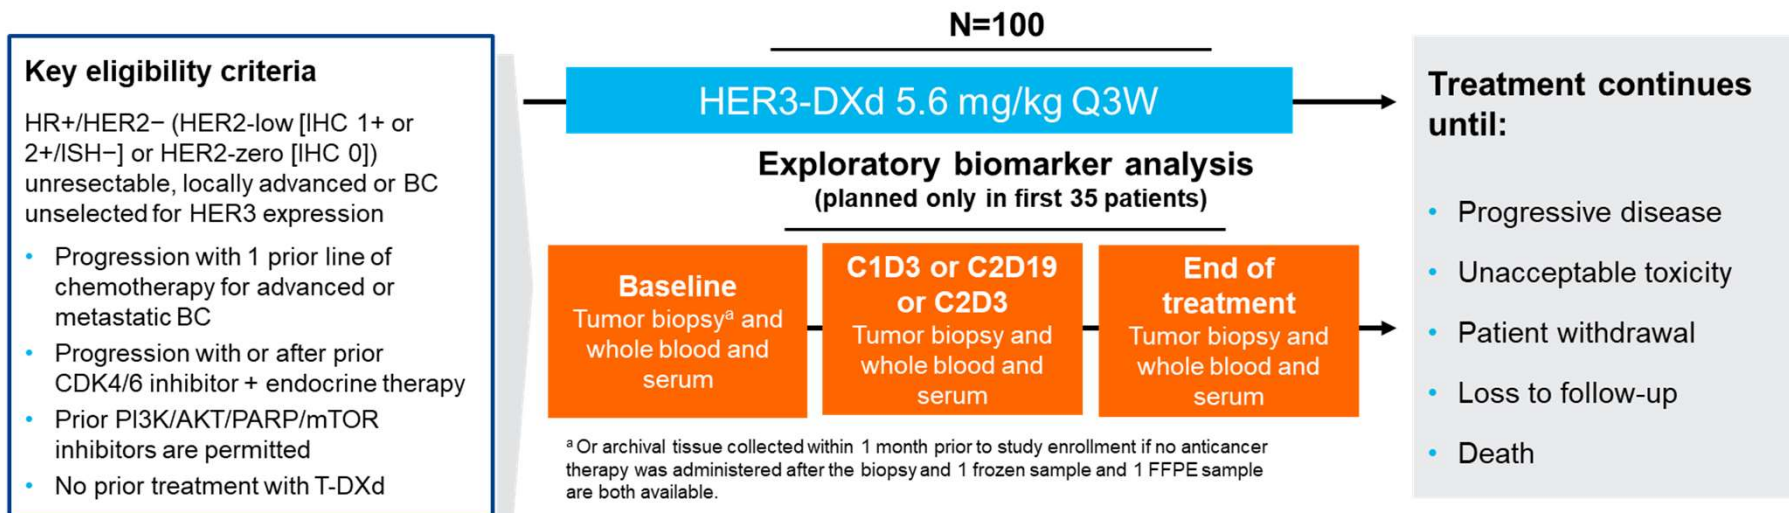 Key eligibility criteria
HR+/HER2− (HER2-low [IHC 1+ or
2+/ISH−] or HER2-zero [IHC 0])
unresectable, locally advanced or BC
unselected for HER3 expression
• Progression with 1 prior line of
chemotherapy for advanced or
metastatic BC
• Progression with or after prior
CDK4/6 inhibitor + endocrine therapy
• Prior PI3K/AKT/PARP/mTOR
inhibitors are permitted
• No prior treatment with T-DXd
N=100
HER3-DXd 5.6 mg/kg Q3W
Exploratory biomarker analysis
(planned only in first 35 patients)
Baseline
Tumor biopsyᵃ and
whole blood and
serum
C1D3 or C2D19
or C2D3
Tumor biopsy and
whole blood and
serum
End of
treatment
Tumor biopsy and
whole blood and
serum
ᵃ Or archival tissue collected within 1 month prior to study enrollment if no anticancer
therapy was administered after the biopsy and 1 frozen sample and 1 FFPE sample
are both available.
Treatment continues
until:
• Progressive disease
• Unacceptable toxicity
• Patient withdrawal
• Loss to follow-up
• Death